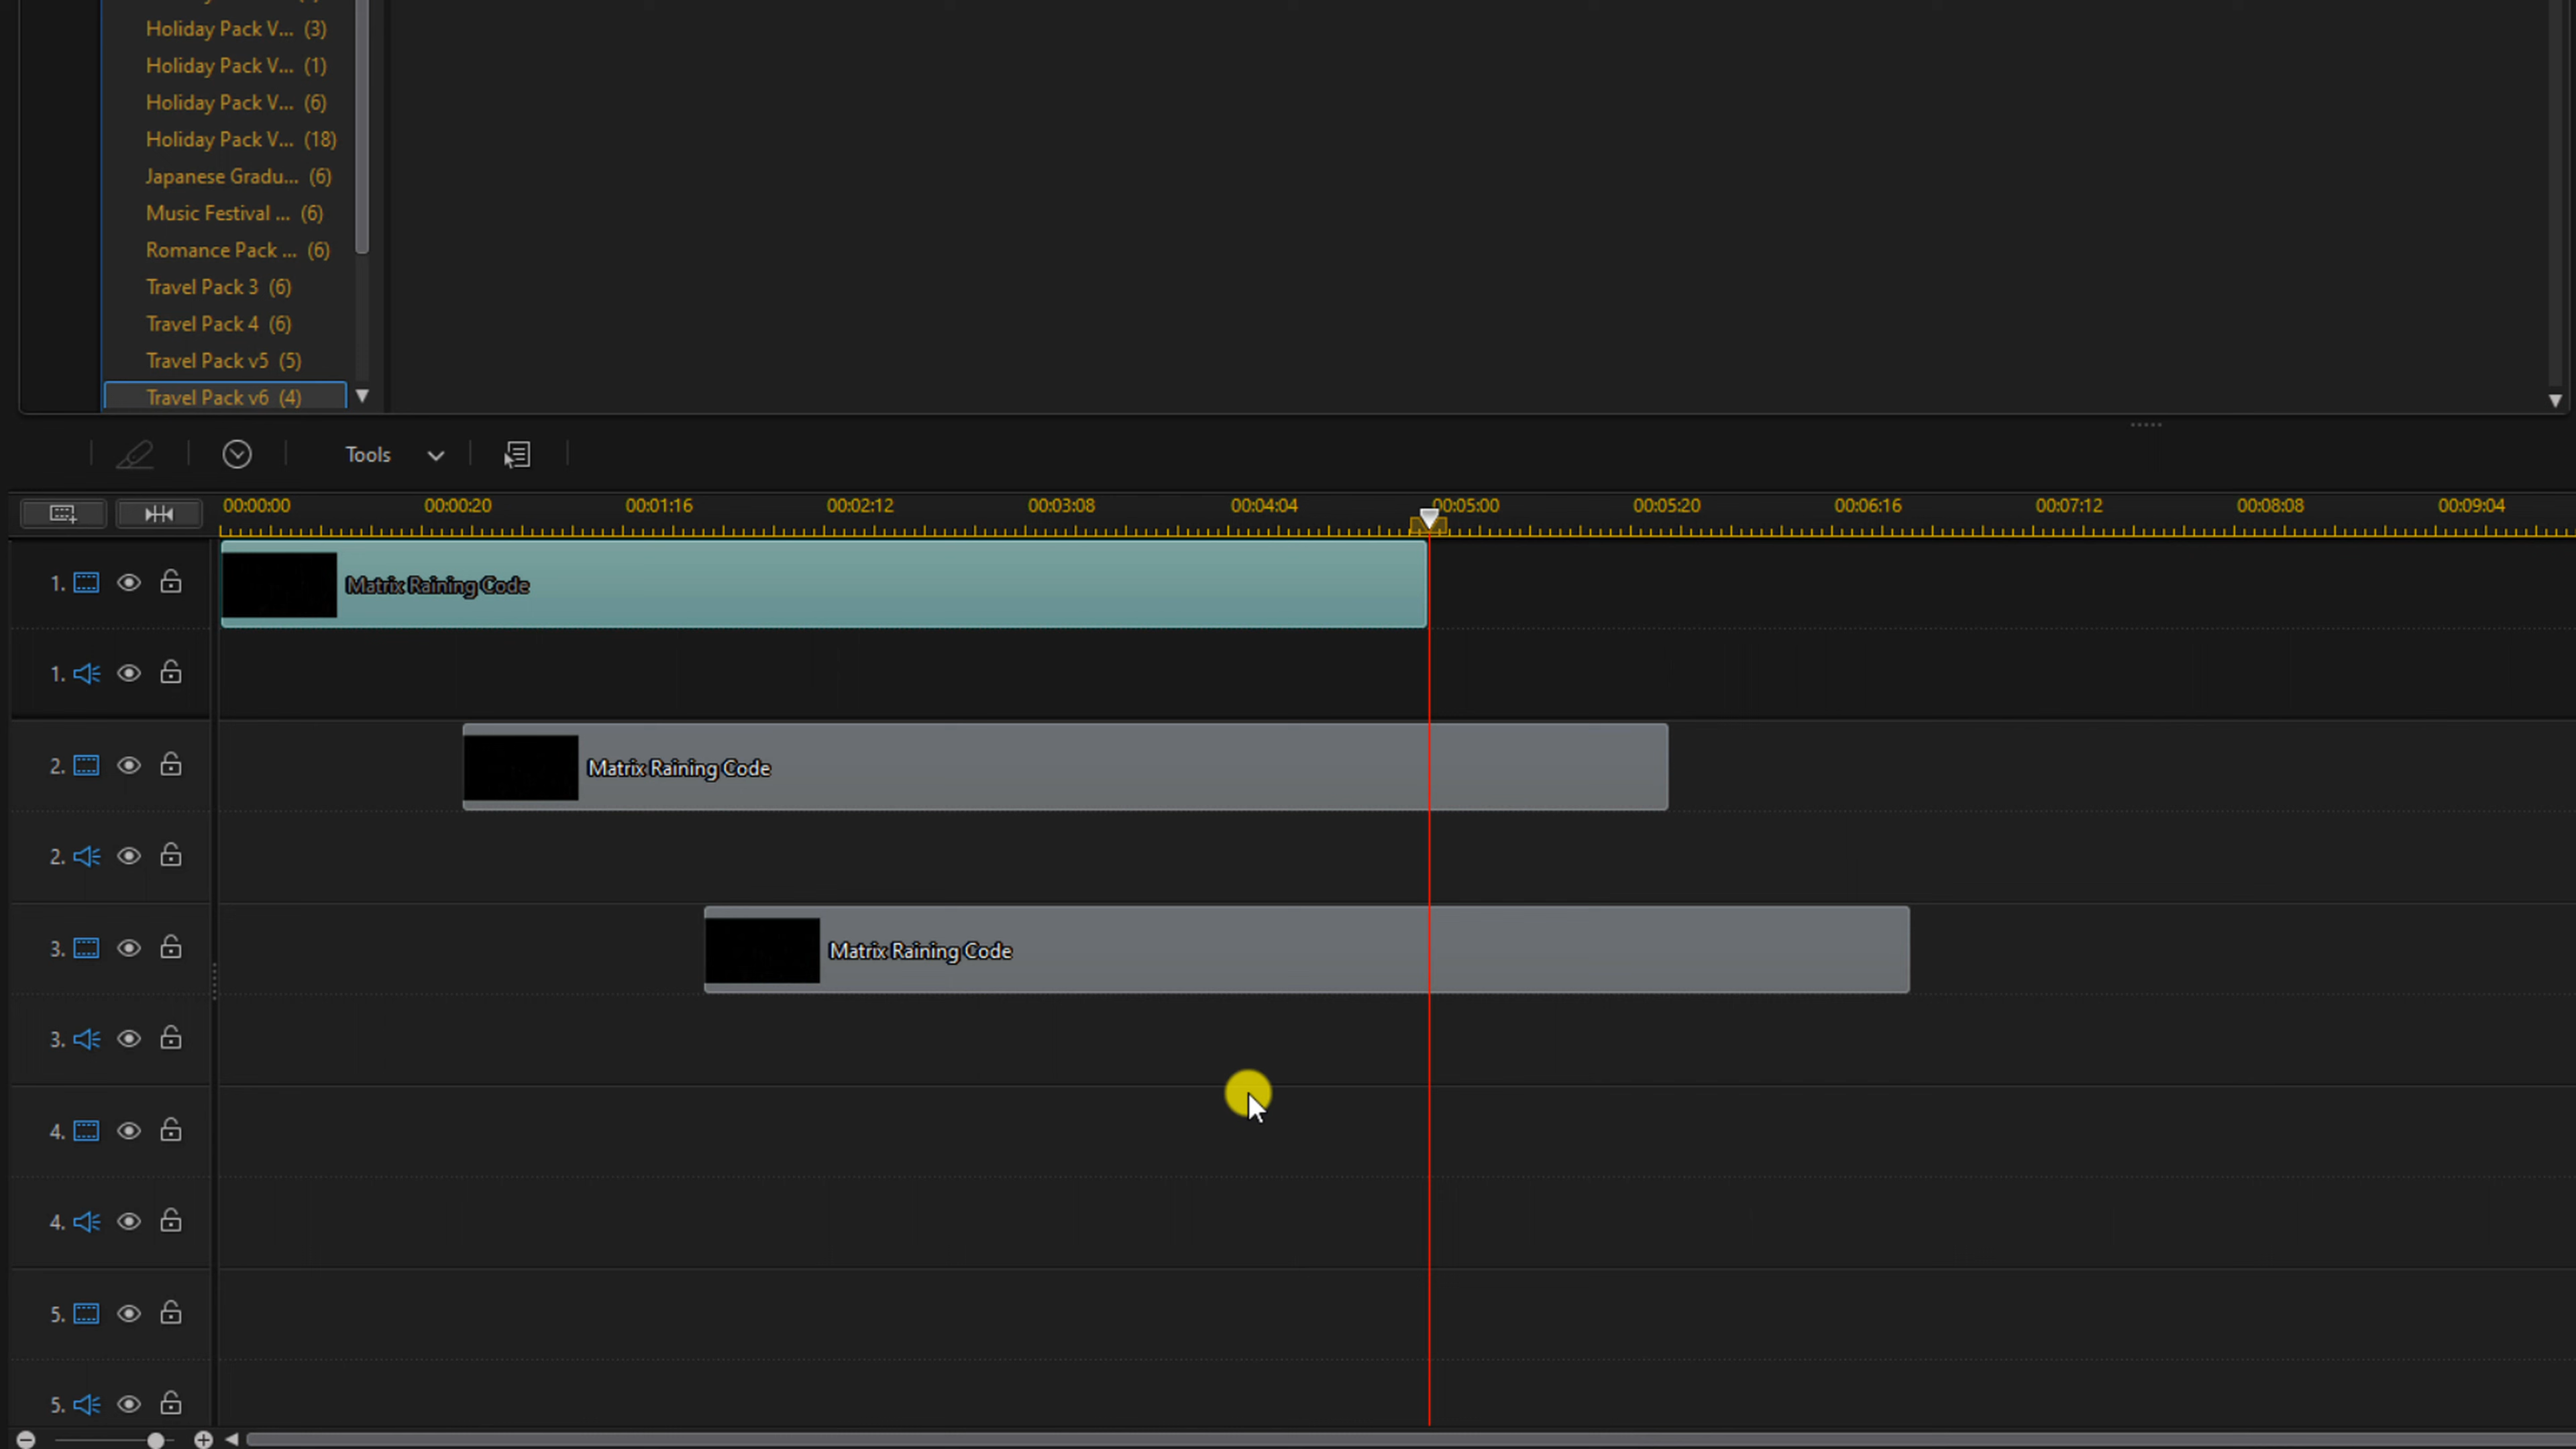 Holiday Pack V... (3)
Holiday Pack V... (1)
Holiday Pack V... (6)
Holiday Pack V... (18)
Japanese Gradu... (6)
Music Festival ... (6)
Romance Pack ... (6)
Travel Pack 3 (6)
Travel Pack 4 (6)
Travel Pack v5 (5)
Travel Pack v6 (4)
Tools
00:00:00 00:00:20 00:01:16 00:02:12 00:03:08 00:04:04 00:05:00 00:05:20 00:06:16 00:07:12 00:08:08 00:09:04
1. Matrix Raining Code
1.
2. Matrix Raining Code
2.
3. Matrix Raining Code
3.
4.
4.
5.
5.